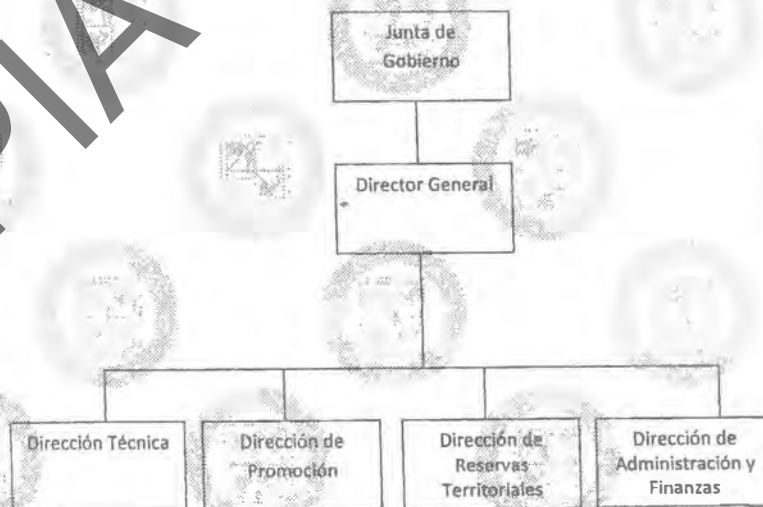 Junta de
Gobierno
Director General
Dirección Técnica
Dirección de
Promoción
Dirección de
Reservas
Territoriales
Dirección de
Administración y
Finanzas